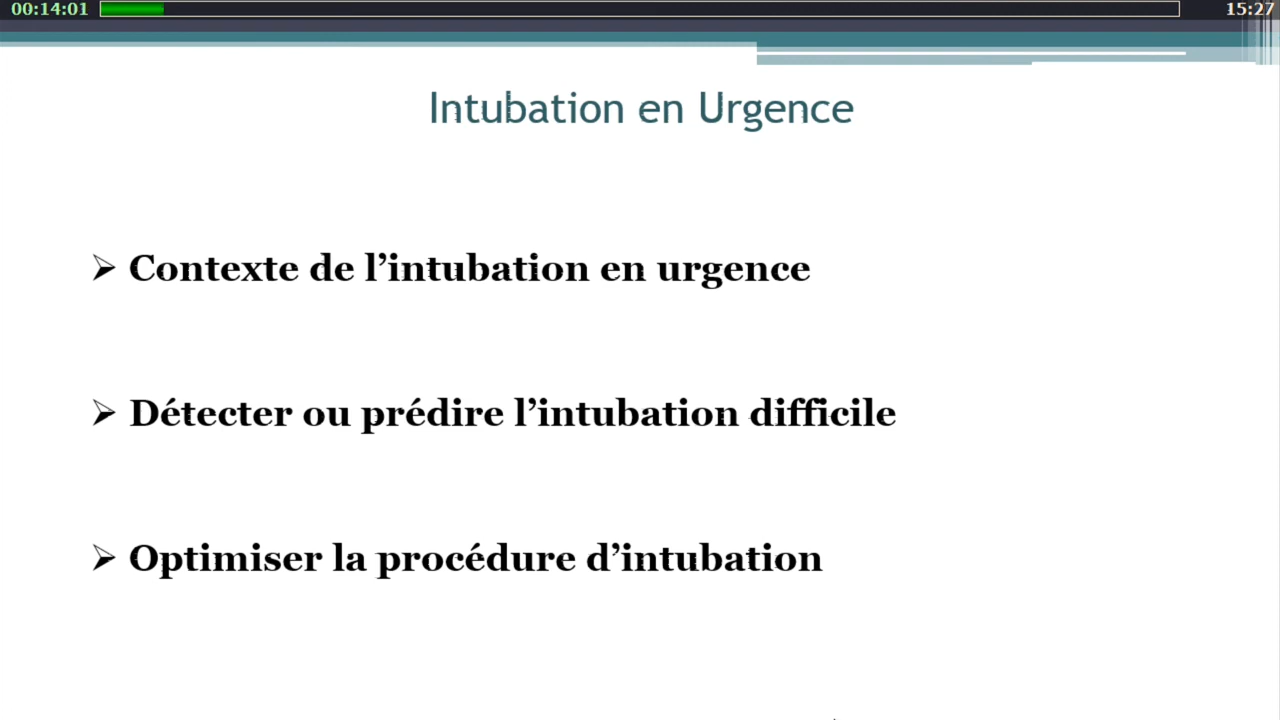 00:14:01 15:27
Intubation en Urgence
➢ Contexte de l’intubation en urgence
➢ Détecter ou prédire l’intubation difficile
➢ Optimiser la procédure d’intubation